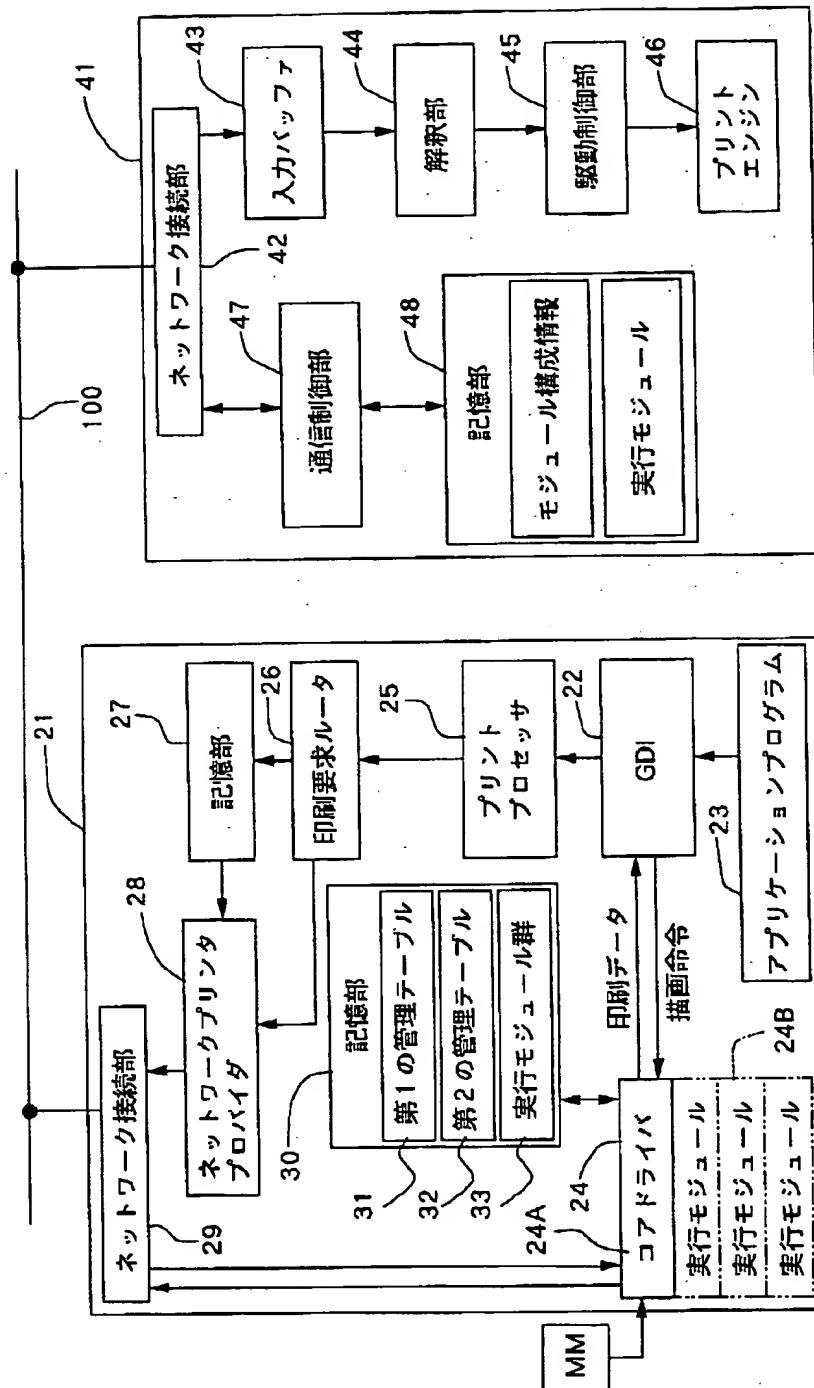 100
41
ネットワーク接続部
42
43
入力バッファ
44
解釈部
45
駆動制御部
46
プリント
エンジン
47
通信制御部
48
記憶部
モジュール構成情報
実行モジュール
21
ネットワーク接続部
29
28
ネットワークプリンタ
プロバイダ
27
記憶部
26
印刷要求ルータ
25
プリント
プロセッサ
22
GDI
23
アプリケーションプログラム
30
記憶部
31
第1の管理テーブル
32
第2の管理テーブル
33
実行モジュール群
印刷データ
描画命令
24A
24
コアドライバ
24B
実行モジュール
実行モジュール
実行モジュール
MM